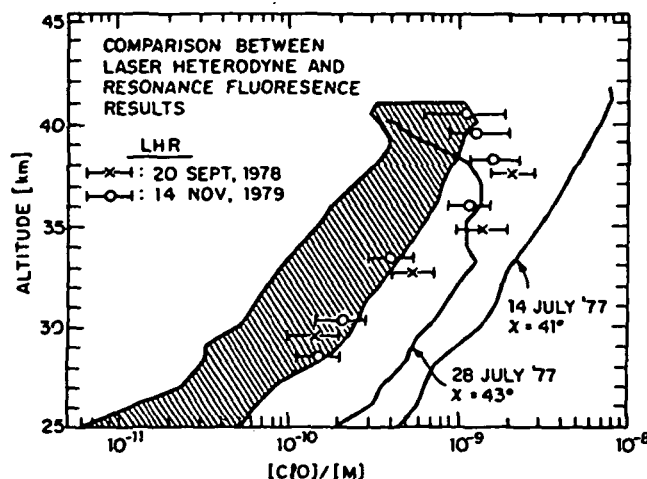 COMPARISON BETWEEN
LASER HETERODYNE AND
RESONANCE FLUORESENCE
RESULTS
LHR
: 20 SEPT, 1978
: 14 NOV, 1979
ALTITUDE [km]
45
40
35
30
25
14 JULY '77
χ = 41°
28 JULY '77
χ = 43°
10⁻¹¹
10⁻¹⁰
10⁻⁹
10⁻⁸
[CℓO]/[M]